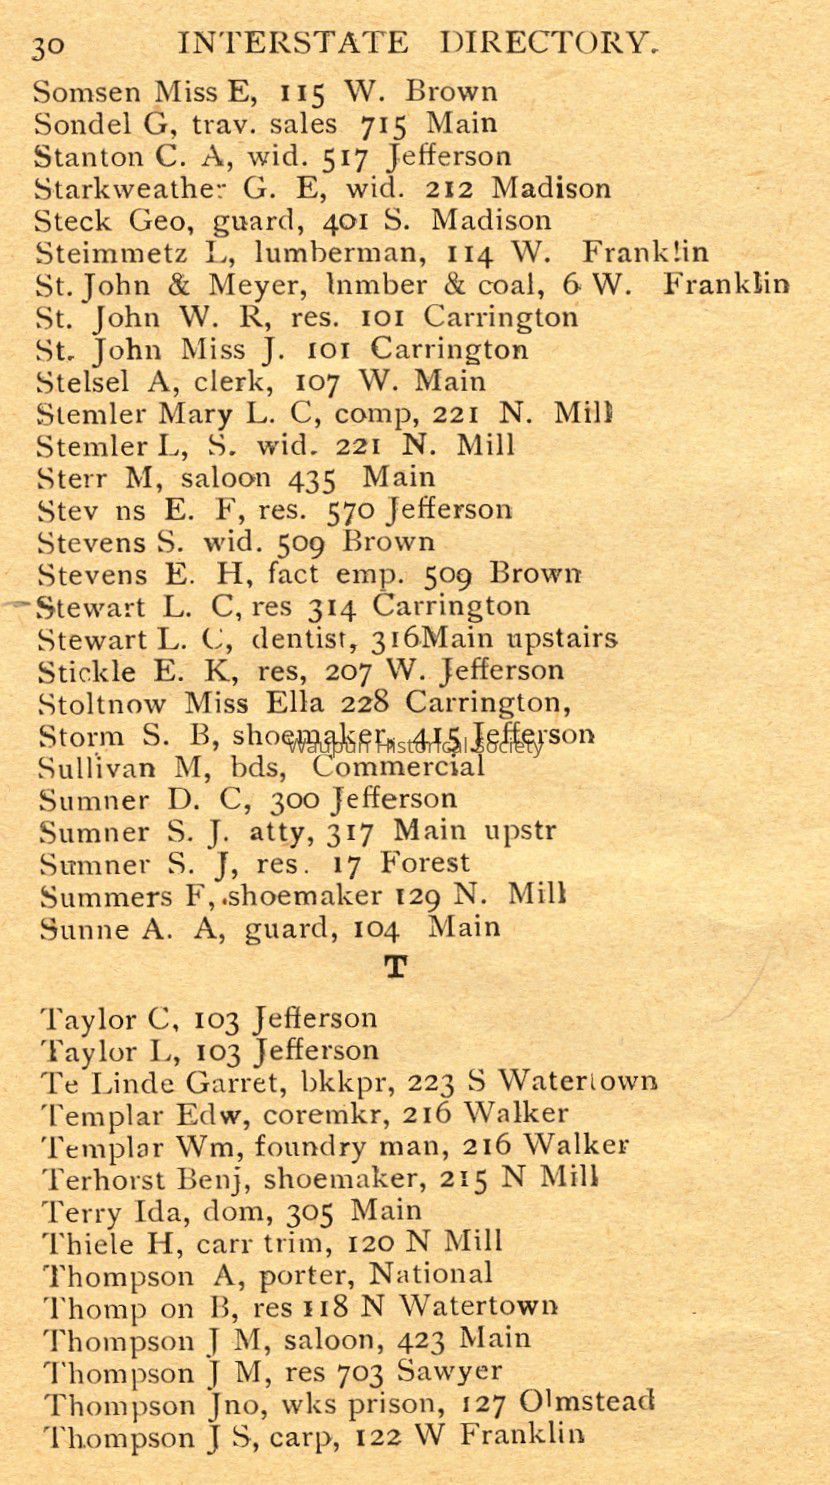 30 INTERSTATE DIRECTORY.
Somsen Miss E, 115 W. Brown
Sondel G, trav. sales 715 Main
Stanton C. A, wid. 517 Jefferson
Starkweather G. E, wid. 212 Madison
Steck Geo, guard, 401 S. Madison
Steimmetz L, lumberman, 114 W. Franklin
St. John & Meyer, lnmber & coal, 6 W. Franklin
St. John W. R, res. 101 Carrington
St. John Miss J. 101 Carrington
Stelsel A, clerk, 107 W. Main
Stemler Mary L. C, comp, 221 N. Mill
Stemler L, S. wid. 221 N. Mill
Sterr M, saloon 435 Main
Stev ns E. F, res. 570 Jefferson
Stevens S. wid. 509 Brown
Stevens E. H, fact emp. 509 Brown
Stewart L. C, res 314 Carrington
Stewart L. C, dentist, 316 Main upstairs
Stickle E. K, res, 207 W. Jefferson
Stoltnow Miss Ella 228 Carrington,
Storm S. B, shoemaker, 415 Jefferson
Waupun Historical Society
Sullivan M, bds, Commercial
Sumner D. C, 300 Jefferson
Sumner S. J. atty, 317 Main upstr
Sumner S. J, res. 17 Forest
Summers F, shoemaker 129 N. Mill
Sunne A. A, guard, 104 Main
T
Taylor C, 103 Jefferson
Taylor L, 103 Jefferson
Te Linde Garret, bkkpr, 223 S Watertown
Templar Edw, coremkr, 216 Walker
Templar Wm, foundry man, 216 Walker
Terhorst Benj, shoemaker, 215 N Mill
Terry Ida, dom, 305 Main
Thiele H, carr trim, 120 N Mill
Thompson A, porter, National
Thomp on B, res 118 N Watertown
Thompson J M, saloon, 423 Main
Thompson J M, res 703 Sawyer
Thompson Jno, wks prison, 127 Olmstead
Thompson J S, carp, 122 W Franklin